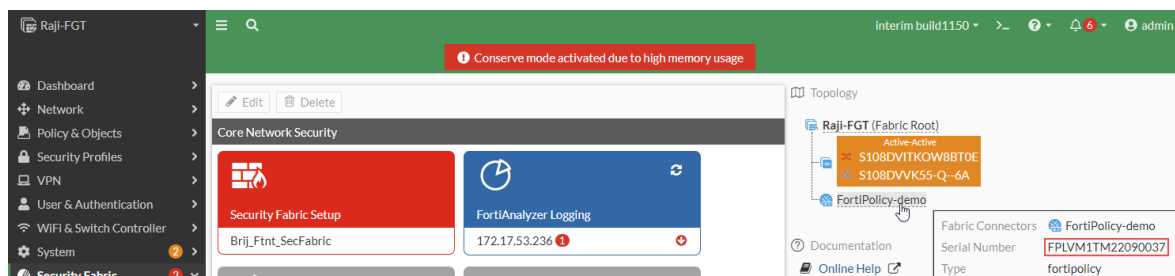 Raji-FGT
interim build1150
>_
6
admin
Conserve mode activated due to high memory usage
Dashboard
Network
Policy & Objects
Security Profiles
VPN
User & Authentication
WiFi & Switch Controller
System 2
Security Fabric 2
Edit
Delete
Core Network Security
Security Fabric Setup
Brij_Ftnt_SecFabric
FortiAnalyzer Logging
172.17.53.236 1
Topology
Raji-FGT (Fabric Root)
Active-Active
S108DVITKOW8BT0E
S108DVVK55-Q--6A
FortiPolicy-demo
Fabric Connectors FortiPolicy-demo
Serial Number FPLVM1TM22090037
Type fortipolicy
Documentation
Online Help